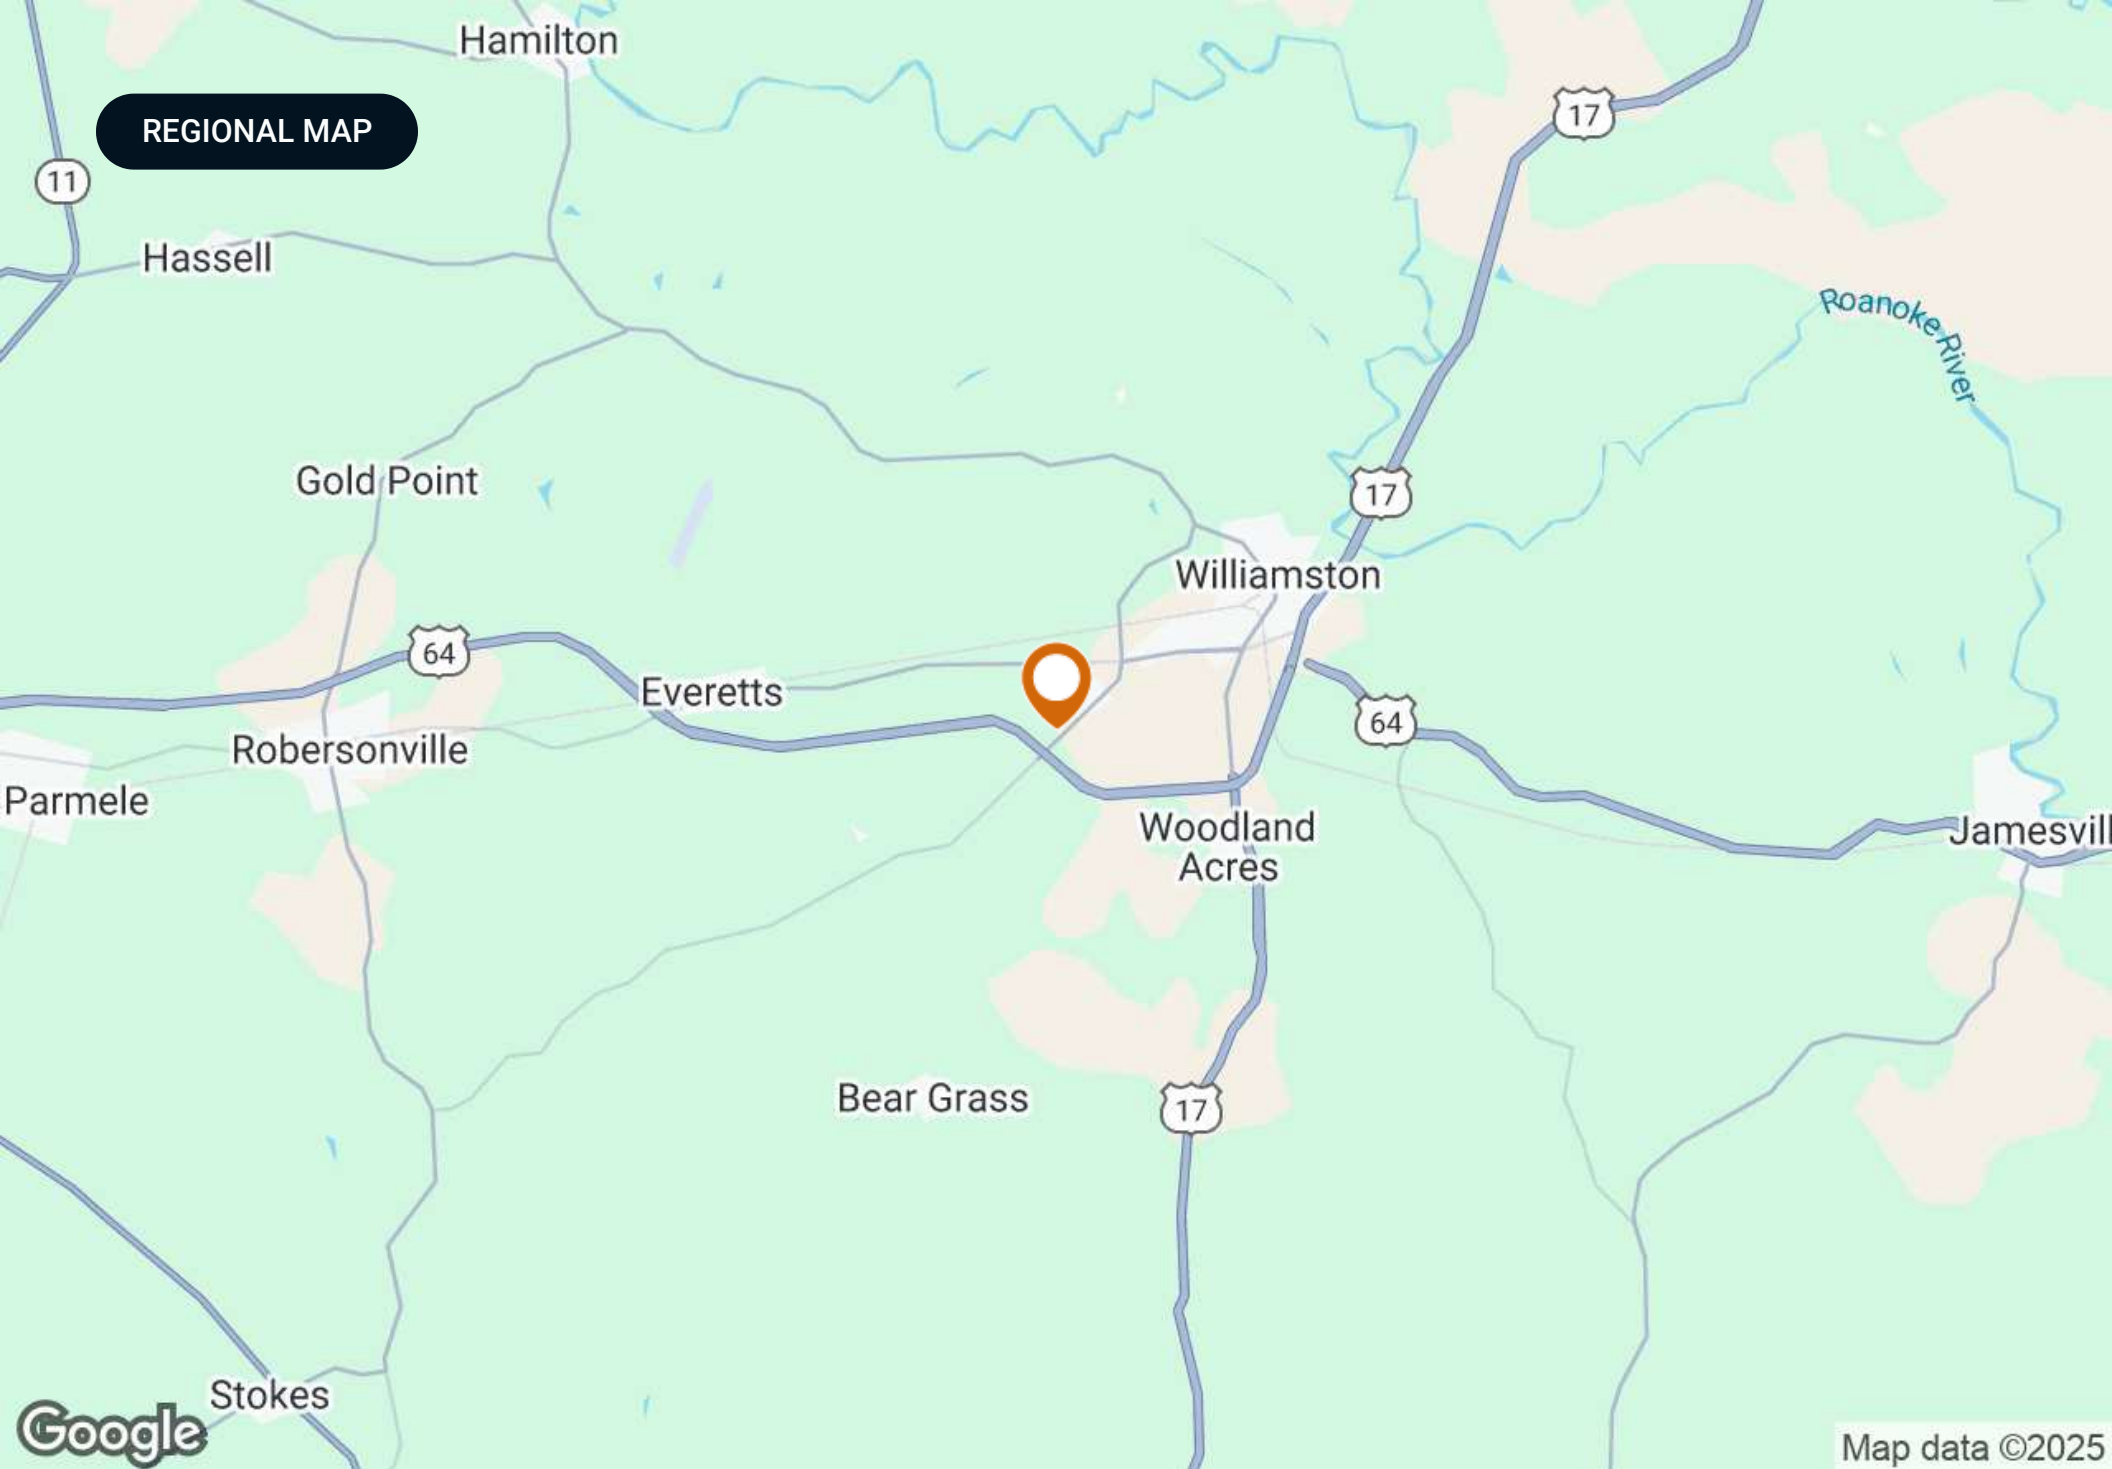 Hamilton
17
REGIONAL MAP
11
Hassell
Roanoke River
Gold Point
17
Williamston
64
Everetts
64
Robersonville
Parmele
Woodland
Acres
Jamesvill
Bear Grass
17
Stokes
Google
Map data ©2025